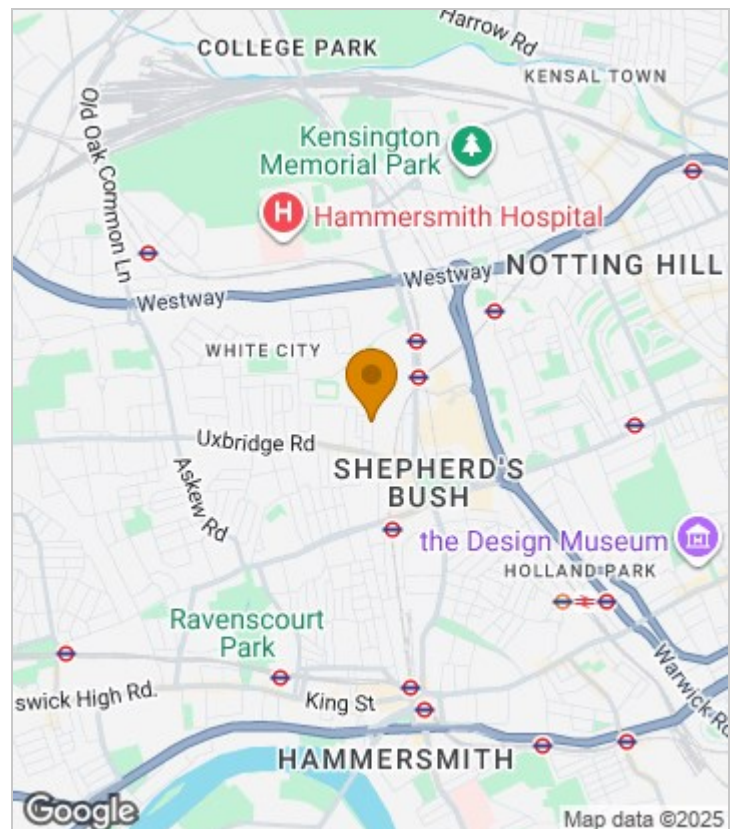 Harrow Rd
COLLEGE PARK
KENSAL TOWN
Old Oak Common Ln
Kensington
Memorial Park
H
Hammersmith Hospital
Westway
NOTTING HILL
Westway
WHITE CITY
Uxbridge Rd
SHEPHERD'S
BUSH
Askew Rd
the Design Museum
HOLLAND PARK
Ravenscourt
Park
Warwick Rd
swick High Rd.
King St
HAMMERSMITH
Google
Map data ©2025